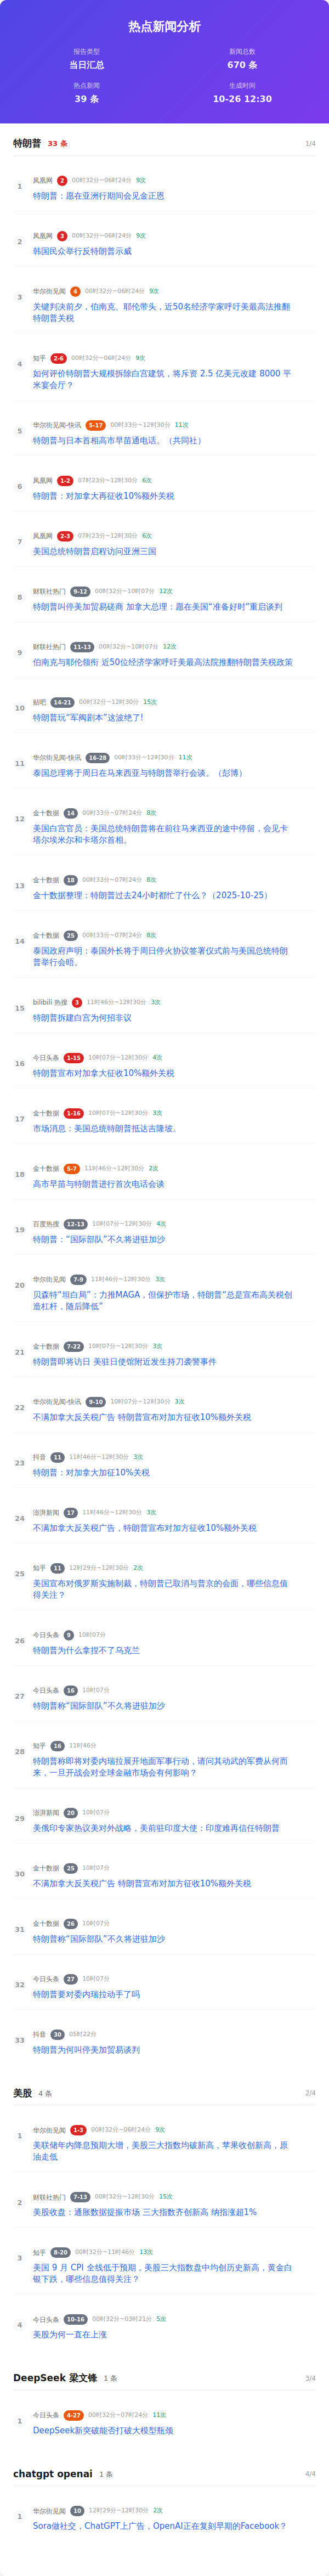 热点新闻分析
报告类型
当日汇总
新闻总数
670 条
热点新闻
39 条
生成时间
10-26 12:30
特朗普 33 条 1/4
1
凤凰网 2 00时32分~06时24分 9次
特朗普：愿在亚洲行期间会见金正恩
2
凤凰网 3 00时32分~06时24分 9次
韩国民众举行反特朗普示威
3
华尔街见闻 4 00时32分~06时24分 9次
关键判决前夕，伯南克、耶伦带头，近50名经济学家呼吁美最高法推翻
特朗普关税
4
知乎 2-6 00时32分~06时24分 9次
如何评价特朗普大规模拆除白宫建筑，将斥资 2.5 亿美元改建 8000 平
米宴会厅？
5
华尔街见闻-快讯 5-17 00时33分~12时30分 11次
特朗普与日本首相高市早苗通电话。（共同社）
6
凤凰网 1-2 07时23分~12时30分 6次
特朗普：对加拿大再征收10%额外关税
7
凤凰网 2-3 07时23分~12时30分 6次
美国总统特朗普启程访问亚洲三国
8
财联社热门 9-12 00时32分~10时07分 12次
特朗普叫停美加贸易磋商 加拿大总理：愿在美国“准备好时”重启谈判
9
财联社热门 11-13 00时32分~10时07分 12次
伯南克与耶伦领衔 近50位经济学家呼吁美最高法院推翻特朗普关税政策
10
贴吧 14-21 00时32分~12时30分 15次
特朗普玩“军阀剧本”这波绝了!
11
华尔街见闻-快讯 16-28 00时33分~12时30分 11次
泰国总理将于周日在马来西亚与特朗普举行会谈。（彭博）
12
金十数据 14 00时33分~07时24分 8次
美国白宫官员：美国总统特朗普将在前往马来西亚的途中停留，会见卡
塔尔埃米尔和卡塔尔首相。
13
金十数据 18 00时33分~07时24分 8次
金十数据整理：特朗普过去24小时都忙了什么？（2025-10-25）
14
金十数据 25 00时33分~07时24分 8次
泰国政府声明：泰国外长将于周日停火协议签署仪式前与美国总统特朗
普举行会晤。
15
bilibili 热搜 3 11时46分~12时30分 3次
特朗普拆建白宫为何招非议
16
今日头条 1-15 10时07分~12时30分 4次
特朗普宣布对加拿大征收10%额外关税
17
金十数据 1-16 10时07分~12时30分 3次
市场消息：美国总统特朗普抵达吉隆坡。
18
金十数据 5-7 11时46分~12时30分 2次
高市早苗与特朗普进行首次电话会谈
19
百度热搜 12-13 10时07分~12时30分 4次
特朗普：“国际部队”不久将进驻加沙
20
华尔街见闻 7-9 11时46分~12时30分 3次
贝森特“坦白局”：力推MAGA，但保护市场，特朗普“总是宣布高关税创
造杠杆，随后降低”
21
金十数据 7-22 10时07分~12时30分 3次
特朗普即将访日 美驻日使馆附近发生持刀袭警事件
22
华尔街见闻-快讯 9-10 10时07分~12时30分 3次
不满加拿大反关税广告 特朗普宣布对加方征收10%额外关税
23
抖音 11 11时46分~12时30分 3次
特朗普：对加拿大加征10%关税
24
澎湃新闻 17 11时46分~12时30分 3次
不满加拿大反关税广告，特朗普宣布对加方征收10%额外关税
25
知乎 11 12时29分~12时30分 2次
美国宣布对俄罗斯实施制裁，特朗普已取消与普京的会面，哪些信息值
得关注？
26
今日头条 9 10时07分
特朗普为什么拿捏不了乌克兰
27
今日头条 16 10时07分
特朗普称“国际部队”不久将进驻加沙
28
知乎 16 11时46分
特朗普称即将对委内瑞拉展开地面军事行动，请问其动武的军费从何而
来，一旦开战会对全球金融市场会有何影响？
29
澎湃新闻 20 10时07分
美俄印专家热议美对外战略，美前驻印度大使：印度难再信任特朗普
30
金十数据 25 10时07分
不满加拿大反关税广告 特朗普宣布对加方征收10%额外关税
31
金十数据 26 10时07分
特朗普称“国际部队”不久将进驻加沙
32
今日头条 27 10时07分
特朗普要对委内瑞拉动手了吗
33
抖音 30 05时22分
特朗普为何叫停美加贸易谈判
美股 4 条 2/4
1
华尔街见闻 1-3 00时32分~06时24分 9次
美联储年内降息预期大增，美股三大指数均破新高，苹果收创新高，原
油走低
2
财联社热门 7-13 00时32分~12时30分 15次
美股收盘：通胀数据提振市场 三大指数齐创新高 纳指涨超1%
3
知乎 8-20 00时32分~11时46分 13次
美国 9 月 CPI 全线低于预期，美股三大指数盘中均创历史新高，黄金白
银下跌，哪些信息值得关注？
4
今日头条 10-16 00时32分~03时21分 5次
美股为何一直在上涨
DeepSeek 梁文锋 1 条 3/4
1
今日头条 4-27 00时32分~07时24分 11次
DeepSeek新突破能否打破大模型瓶颈
chatgpt openai 1 条 4/4
1
华尔街见闻 10 12时29分~12时30分 2次
Sora做社交，ChatGPT上广告，OpenAI正在复刻早期的Facebook？